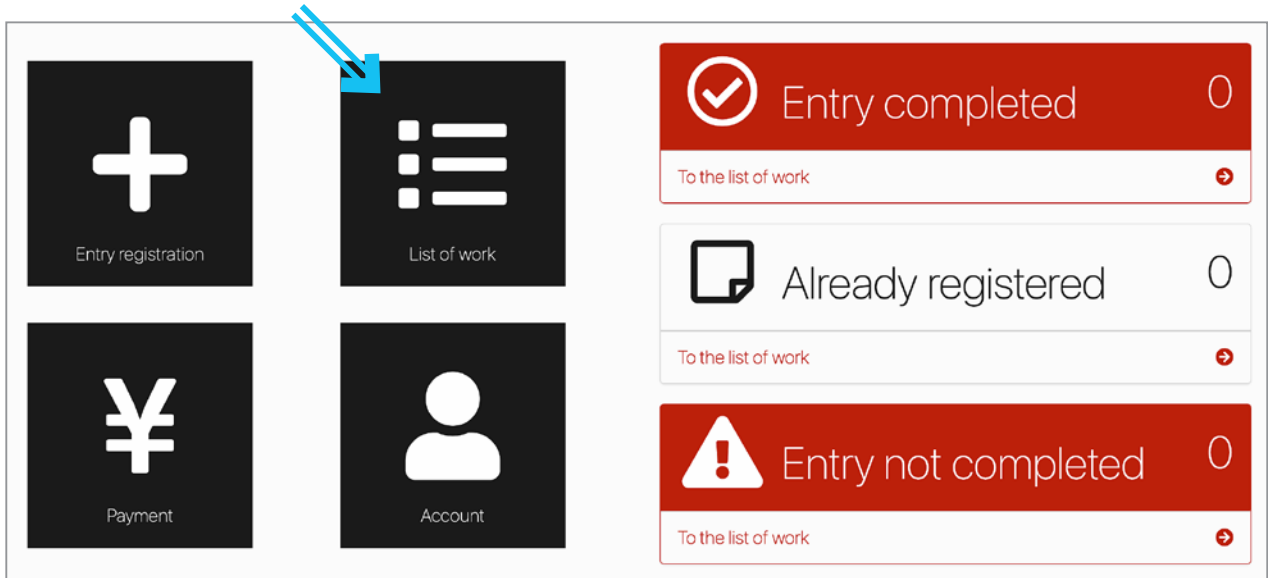 Entry registration
List of work
¥
Payment
Account
Entry completed 0
To the list of work
Already registered 0
To the list of work
Entry not completed 0
To the list of work